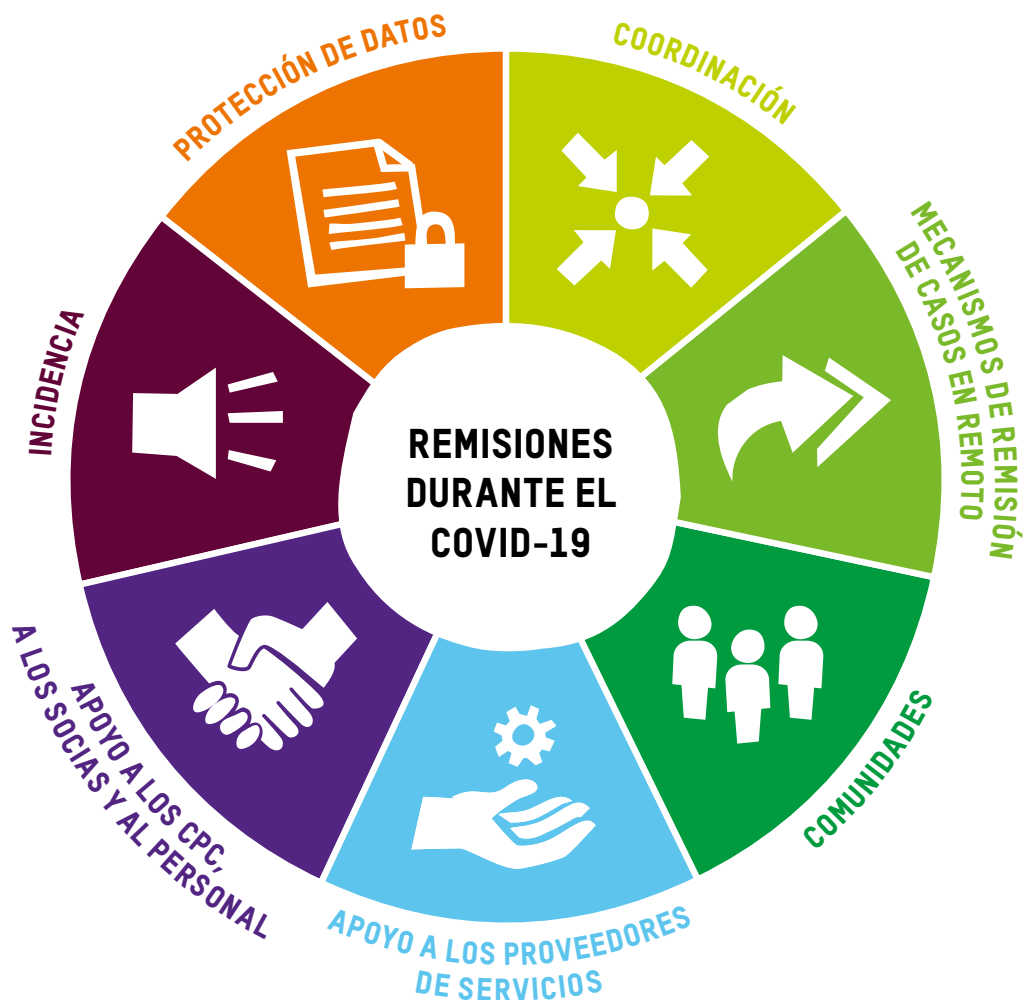 REMISIONES
DURANTE EL
COVID-19
COORDINACIÓN
MECANISMOS DE REMISIÓN
DE CASOS EN REMOTO
COMUNIDADES
APOYO A LOS PROVEEDORES
DE SERVICIOS
APOYO A LOS CPC,
A LOS SOCIAS Y AL PERSONAL
INCIDENCIA
PROTECCIÓN DE DATOS